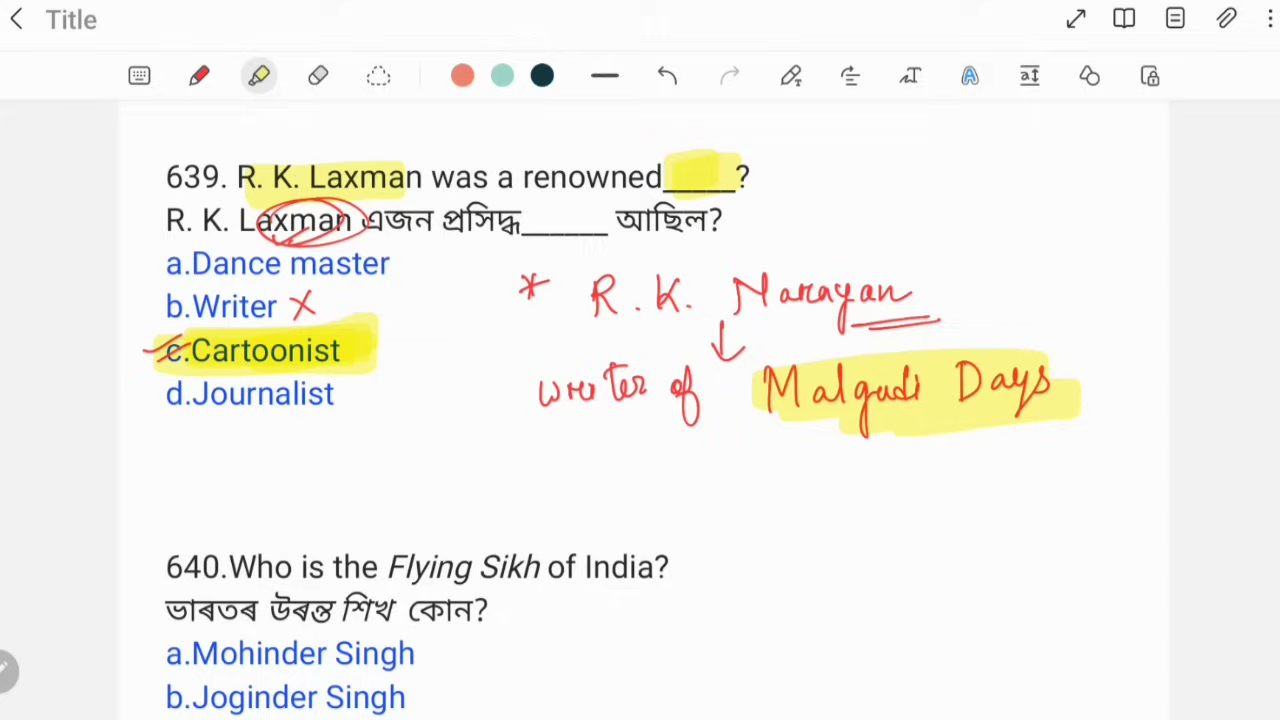 Title
639. R. K. Laxman was a renowned_____?
R. K. Laxman এজন প্ৰসিদ্ধ______ আছিল?
a.Dance master
b.Writer X
c.Cartoonist
d.Journalist
* R. K. Narayan
writer of Malgudi Days
640.Who is the Flying Sikh of India?
ভাৰতৰ উৰন্ত শিখ কোন?
a.Mohinder Singh
b.Joginder Singh